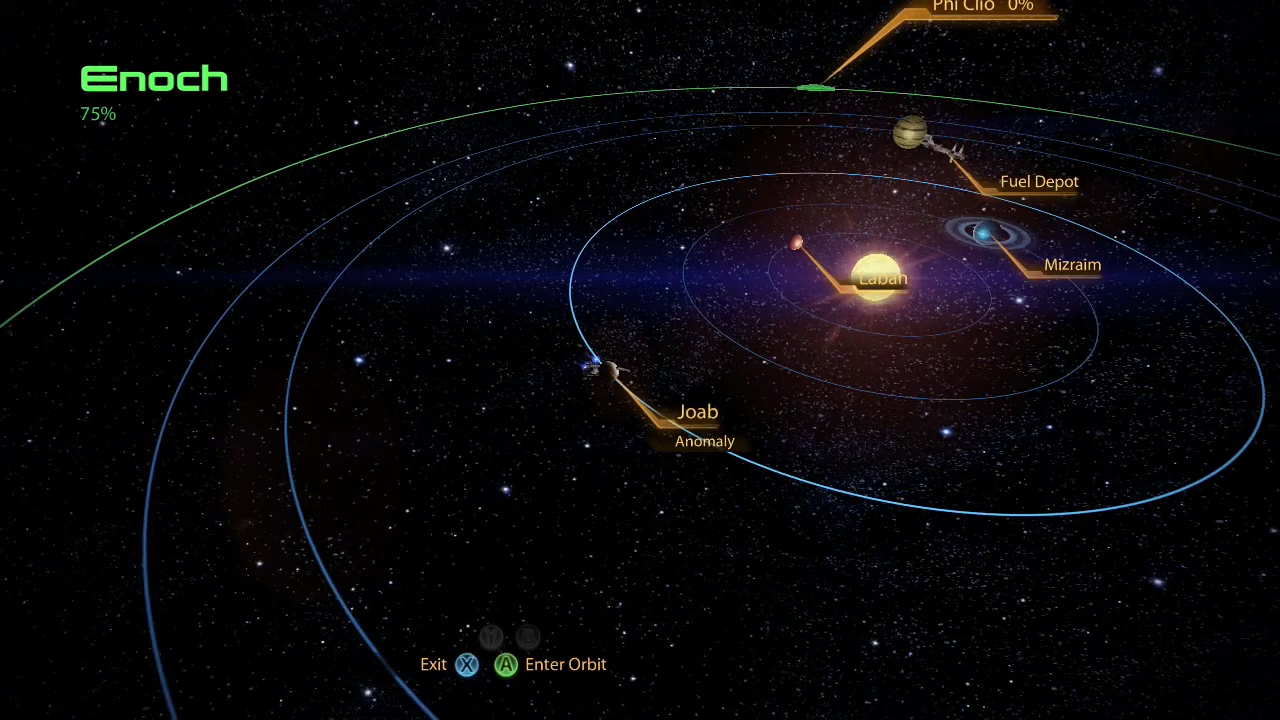 Phi Clio 0%
Enoch
75%
Fuel Depot
Mizraim
Laban
Joab
Anomaly
Y B
Exit X A Enter Orbit